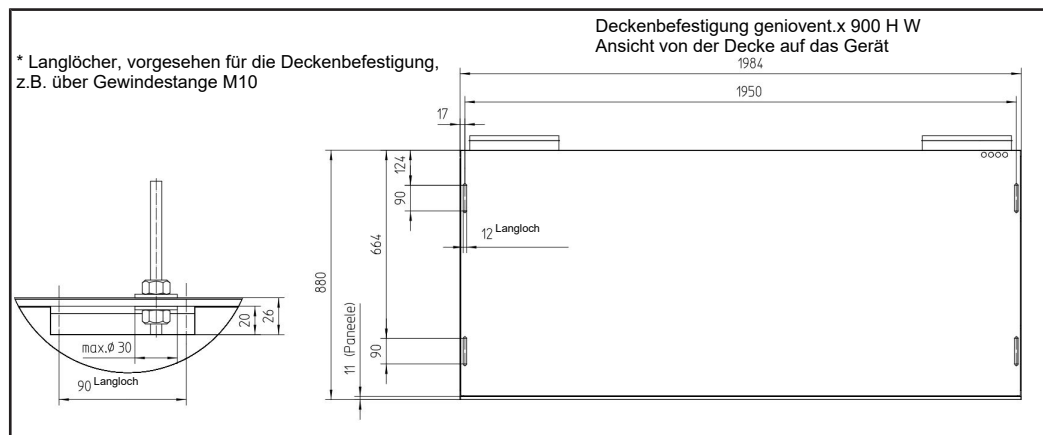 Deckenbefestigung geniovent.x 900 H W
Ansicht von der Decke auf das Gerät
* Langlöcher, vorgesehen für die Deckenbefestigung,
z.B. über Gewindestange M10
1984
1950
17
124
90
12 Langloch
664
880
11 (Paneele)
90
20
26
max.Ø 30
90 Langloch